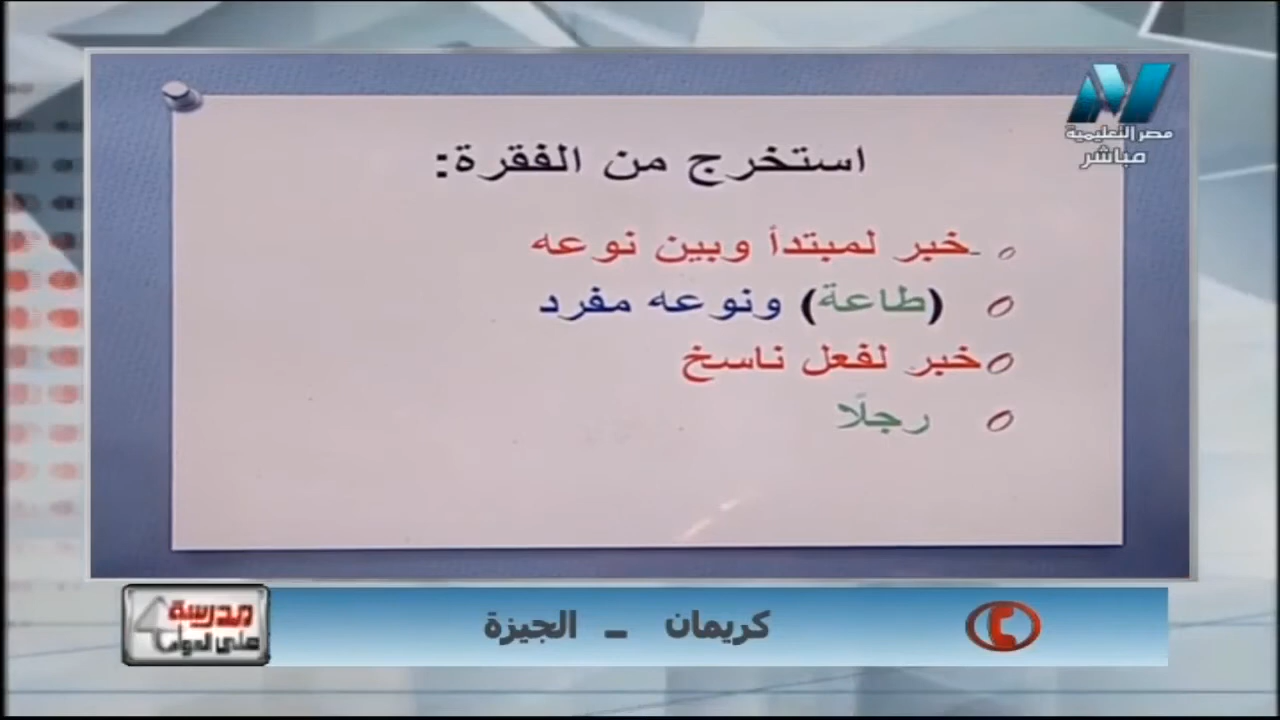 مصر التعليمية
مباشر
استخرج من الفقرة:
- خبر لمبتدأ وبين نوعه
(طاعة) ونوعه مفرد
خبر لفعل ناسخ
رجلًا
كريمان - الجيزة
مدرسة
على الهواء